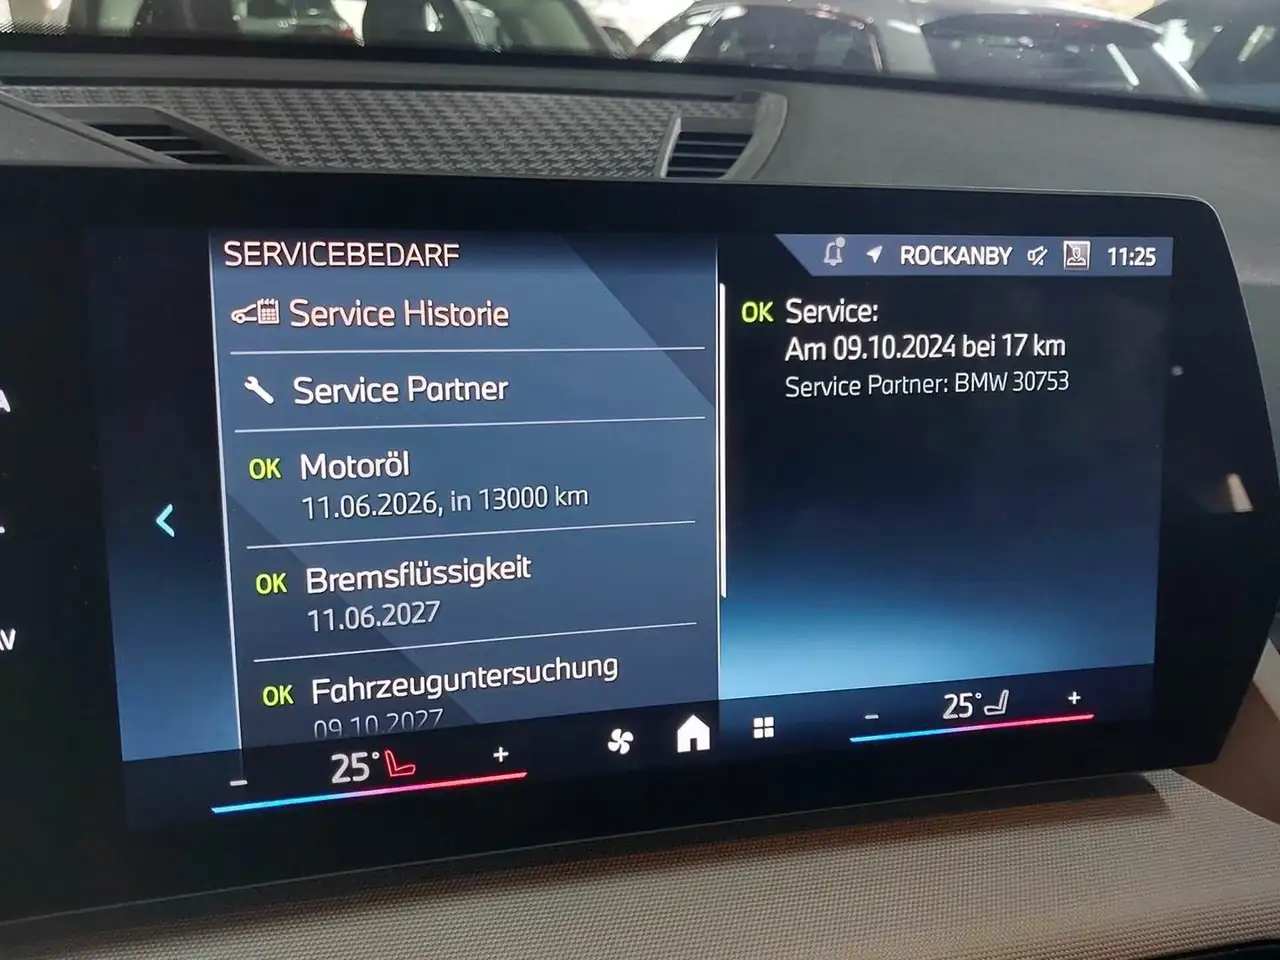 SERVICEBEDARF
Service Historie
Service Partner
OK Motoröl
11.06.2026, in 13000 km
OK Bremsflüssigkeit
11.06.2027
OK Fahrzeuguntersuchung
09.10.2027
ROCKANBY 11:25
OK Service:
Am 09.10.2024 bei 17 km
Service Partner: BMW 30753
− 25° +
− 25° +